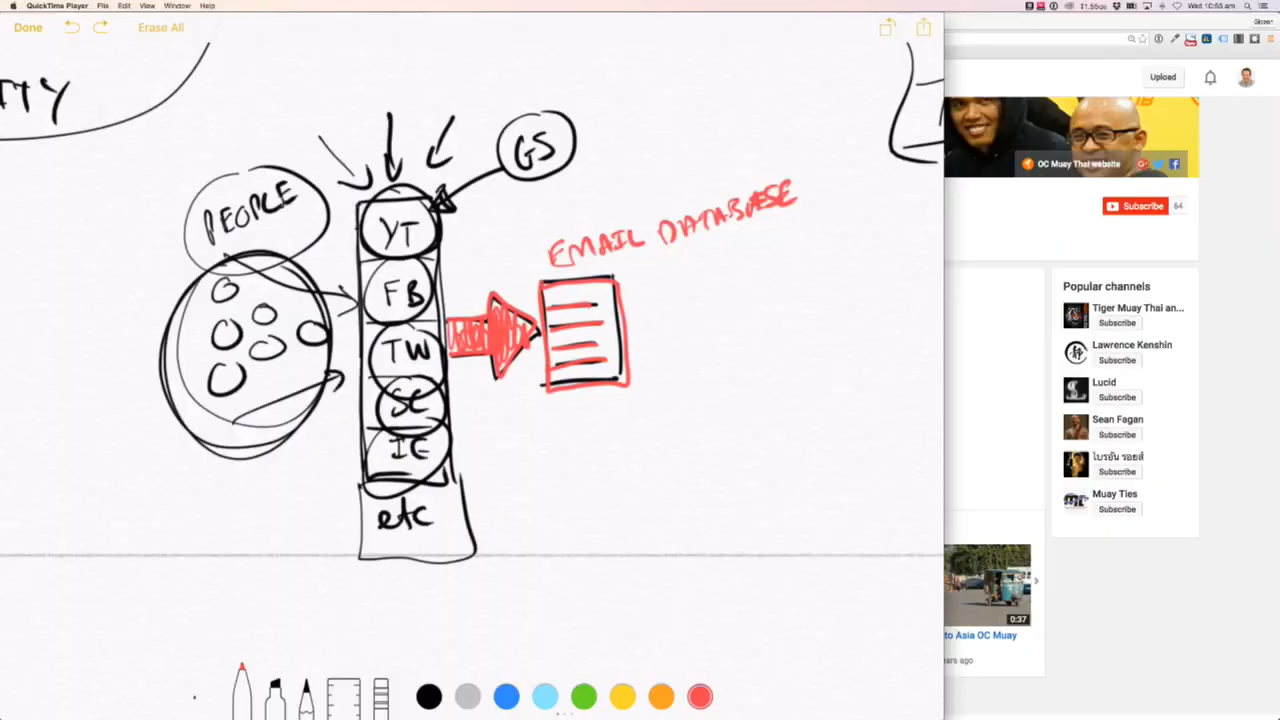 QuickTime Player File Edit View Window Help
1.55GB Wed 10:55 am
Done Erase All
TTY
PEOPLE
GS
YT
FB
TW
SC
IG
etc
EMAIL DATABASE
Upload
OC Muay Thai website
Subscribe 64
Popular channels
Tiger Muay Thai an...
Subscribe
Lawrence Kenshin
Subscribe
Lucid
Subscribe
Sean Fagan
Subscribe
ไบรอัน รอยส์
Subscribe
Muay Ties
Subscribe
0:37
to Asia OC Muay
ears ago